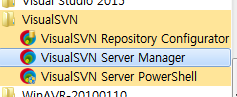 Visual Studio 2015
VisualSVN
VisualSVN Repository Configurator
VisualSVN Server Manager
VisualSVN Server PowerShell
WinAVR-20100110